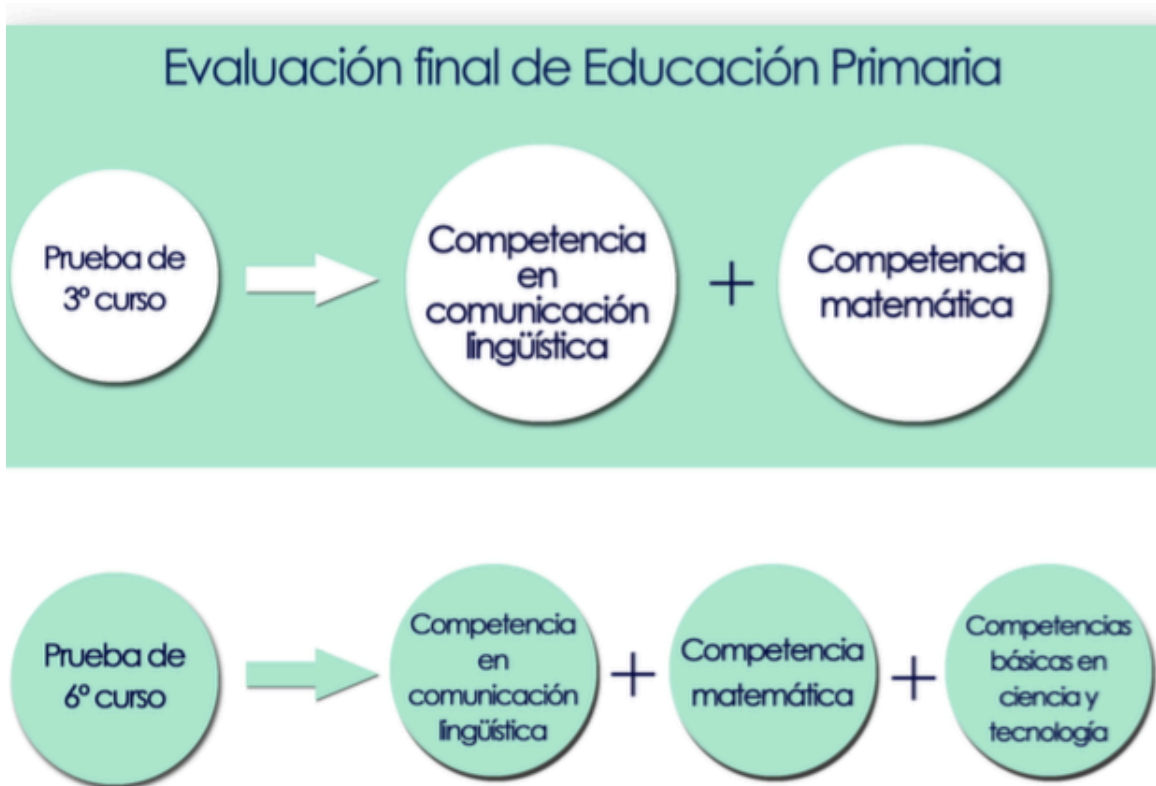 Evaluación final de Educación Primaria
Prueba de
3º curso
Competencia
en
comunicación
lingüística
+
Competencia
matemática
Prueba de
6º curso
Competencia
en
comunicación
lingüística
+
Competencia
matemática
+
Competencias
básicas en
ciencia y
tecnología